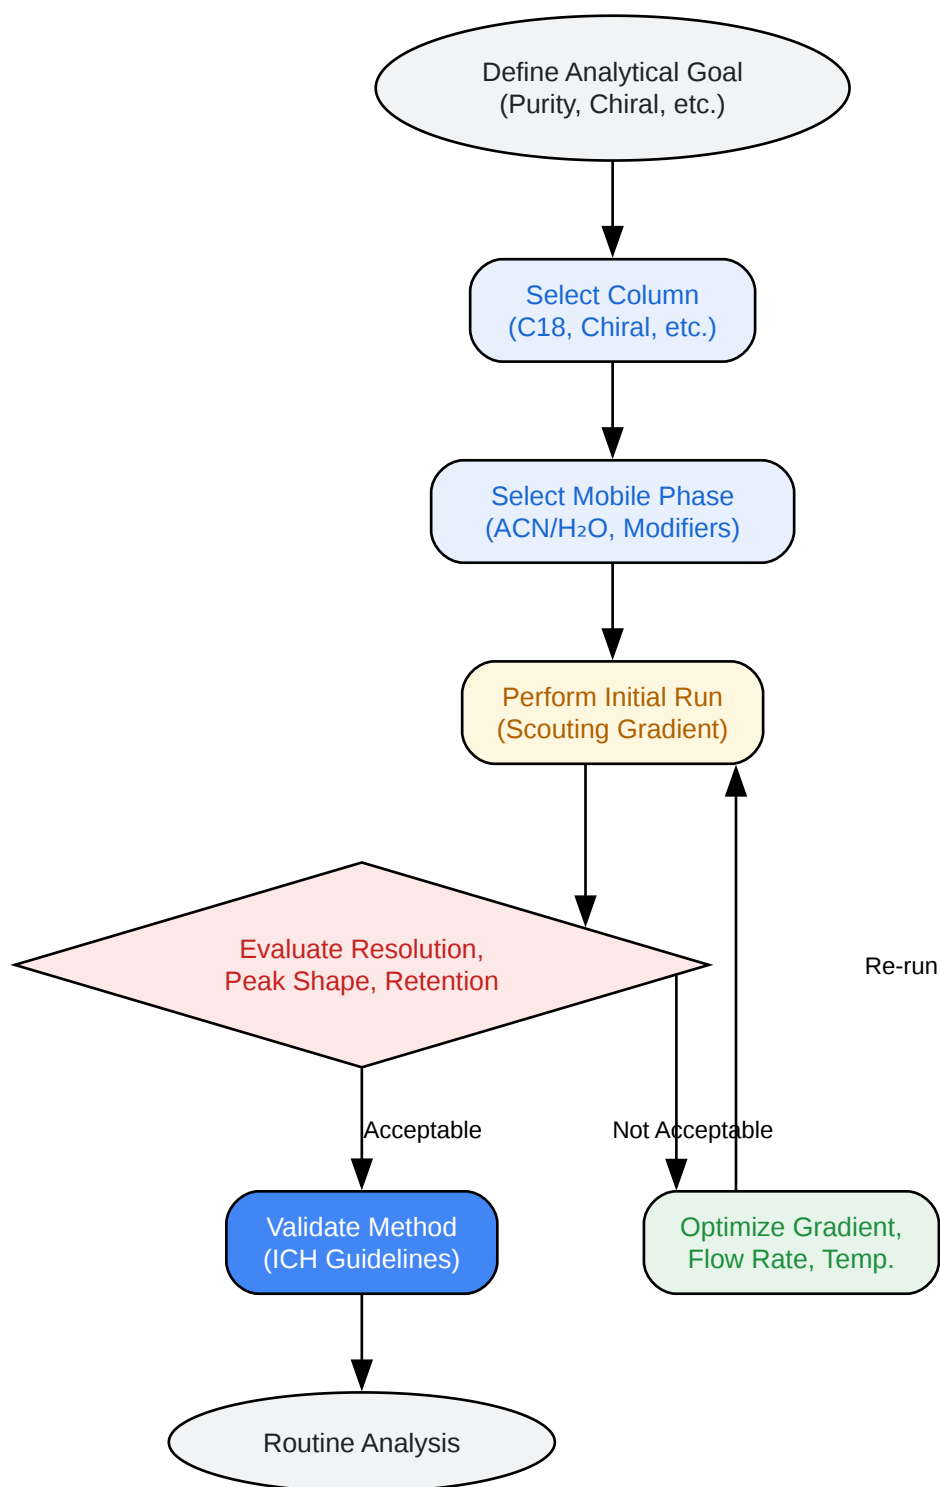 Define Analytical Goal
(Purity, Chiral, etc.)
Select Column
(C18, Chiral, etc.)
Select Mobile Phase
(ACN/H₂O, Modifiers)
Perform Initial Run
(Scouting Gradient)
Evaluate Resolution,
Peak Shape, Retention
Re-run
Acceptable
Not Acceptable
Validate Method
(ICH Guidelines)
Optimize Gradient,
Flow Rate, Temp.
Routine Analysis